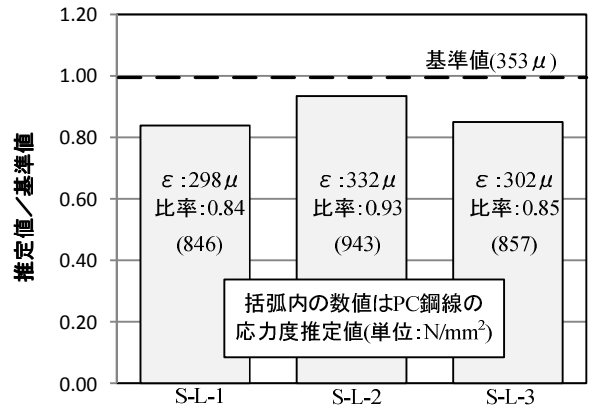 1.20
基準値(353μ)
1.00
0.80
ε:298μ
比率:0.84
(846)
ε:332μ
比率:0.93
(943)
ε:302μ
比率:0.85
(857)
0.60
0.40
0.20
0.00
推定値／基準値
括弧内の数値はPC鋼線の
応力度推定値(単位:N/mm²)
S-L-1
S-L-2
S-L-3